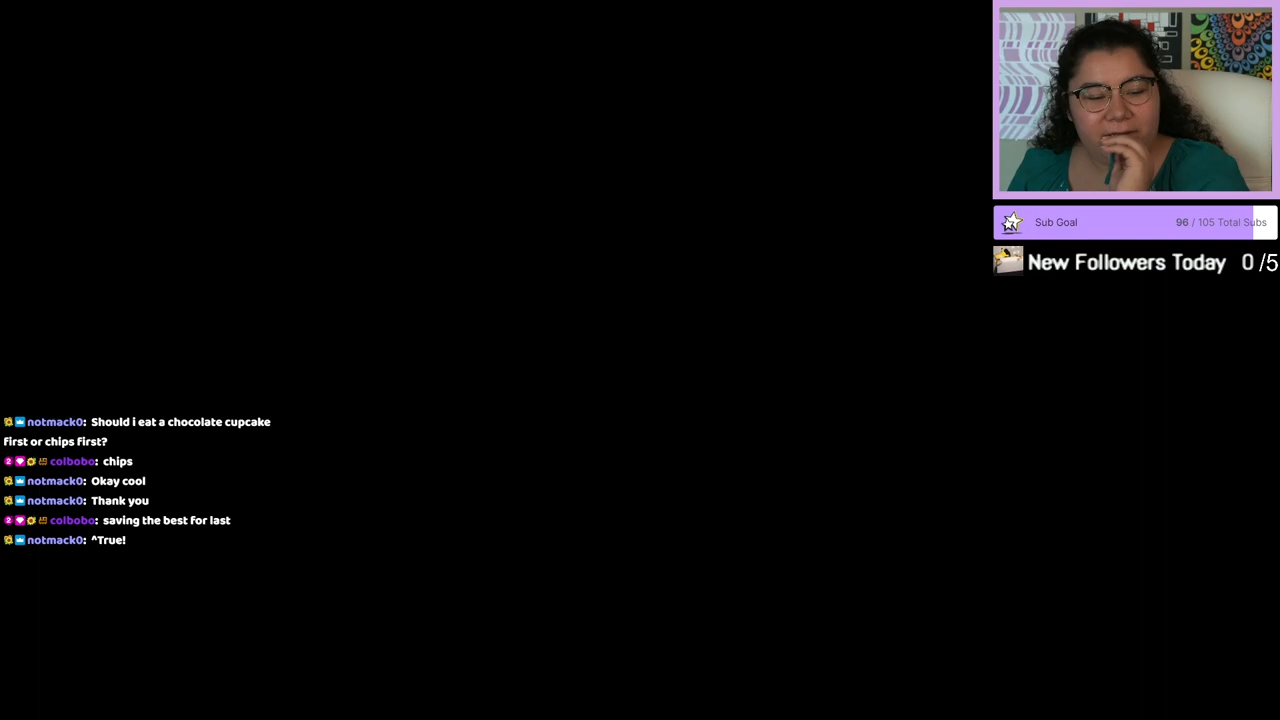 Sub Goal 96 / 105 Total Subs
New Followers Today 0 /5
notmack0: Should i eat a chocolate cupcake
first or chips first?
colbobo: chips
notmack0: Okay cool
notmack0: Thank you
colbobo: saving the best for last
notmack0: ^True!